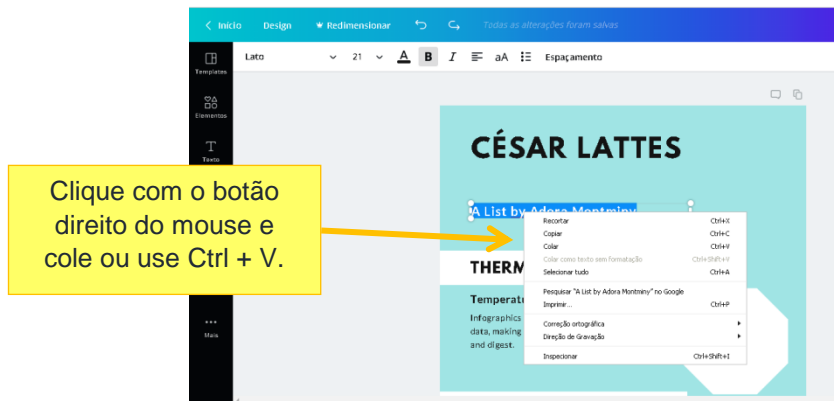 Início Design Redimensionar Todas as alterações foram salvas
Lato 21 A B I aA Espaçamento
Templates
Elementos
T
Texto
Mais
Clique com o botão
direito do mouse e
cole ou use Ctrl + V.
CÉSAR LATTES
A List by Adora Montminy
THERM
Temperatu
Infographics
data, making
and digest.
Recortar Ctrl+X
Copiar Ctrl+C
Colar Ctrl+V
Colar como texto sem formatação Ctrl+Shift+V
Selecionar tudo Ctrl+A
Pesquisar "A List by Adora Montminy" no Google
Imprimir... Ctrl+P
Correção ortográfica
Direção de Gravação
Inspecionar Ctrl+Shift+I